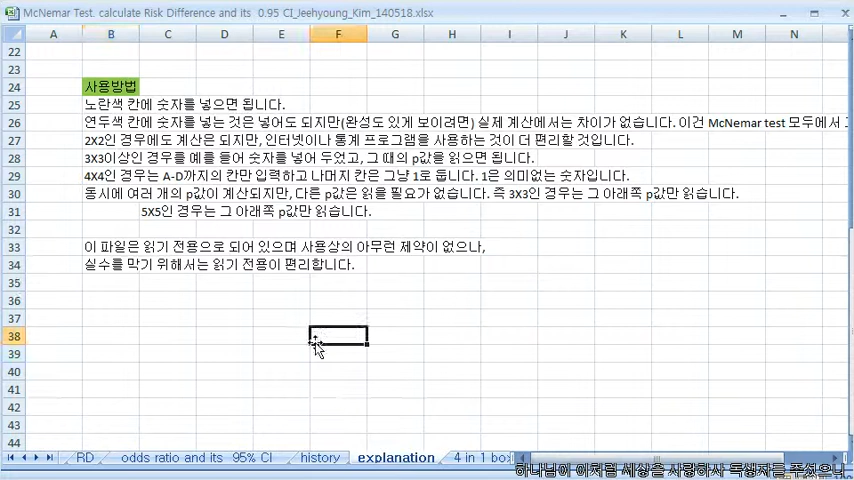 McNemar Test. calculate Risk Difference and its 0.95 CI_Jeehyoung_Kim_140518.xlsx
A B C D E F G H I J K L M N
22
23
24 사용방법
25 노란색 칸에 숫자를 넣으면 됩니다.
26 연두색 칸에 숫자를 넣는 것은 넣어도 되지만(완성도 있게 보이려면) 실제 계산에서는 차이가 없습니다. 이건 McNemar test 모두에서
27 2X2인 경우에도 계산은 되지만, 인터넷이나 통계 프로그램을 사용하는 것이 더 편리할 것입니다.
28 3X3이상인 경우를 예를 들어 숫자를 넣어 두었고, 그 때의 p값을 읽으면 됩니다.
29 4X4인 경우는 A-D까지의 칸만 입력하고 나머지 칸은 그냥 1로 둡니다. 1은 의미없는 숫자입니다.
30 동시에 여러 개의 p값이 계산되지만, 다른 p값은 읽을 필요가 없습니다. 즉 3X3인 경우는 그 아래쪽 p값만 읽습니다.
31 5X5인 경우는 그 아래쪽 p값만 읽습니다.
32
33 이 파일은 읽기 전용으로 되어 있으며 사용상의 아무런 제약이 없으나,
34 실수를 막기 위해서는 읽기 전용이 편리합니다.
35
36
37
38
39
40
41
42
43
44
RD odds ratio and its 95% CI history explanation 4 in 1 box
하나님이 이처럼 세상을 사랑하사 독생자를 주셨으니